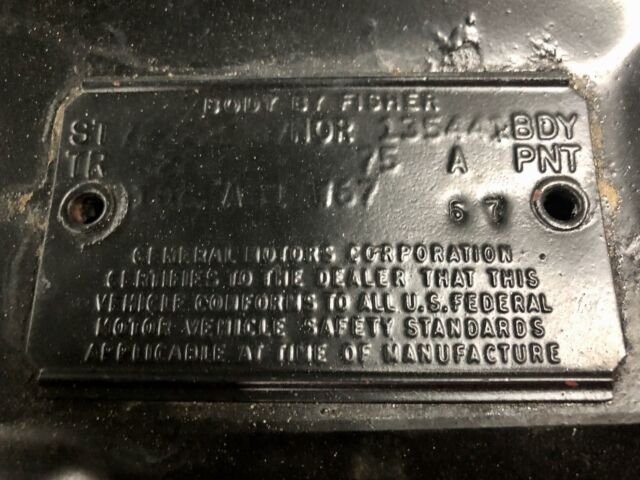 BODY BY FISHER
ST NOR 135441 BDY
TR 75 A PNT
67
GENERAL MOTORS CORPORATION
CERTIFIES TO THE DEALER THAT THIS
VEHICLE CONFORMS TO ALL U.S. FEDERAL
MOTOR VEHICLE SAFETY STANDARDS
APPLICABLE AT TIME OF MANUFACTURE